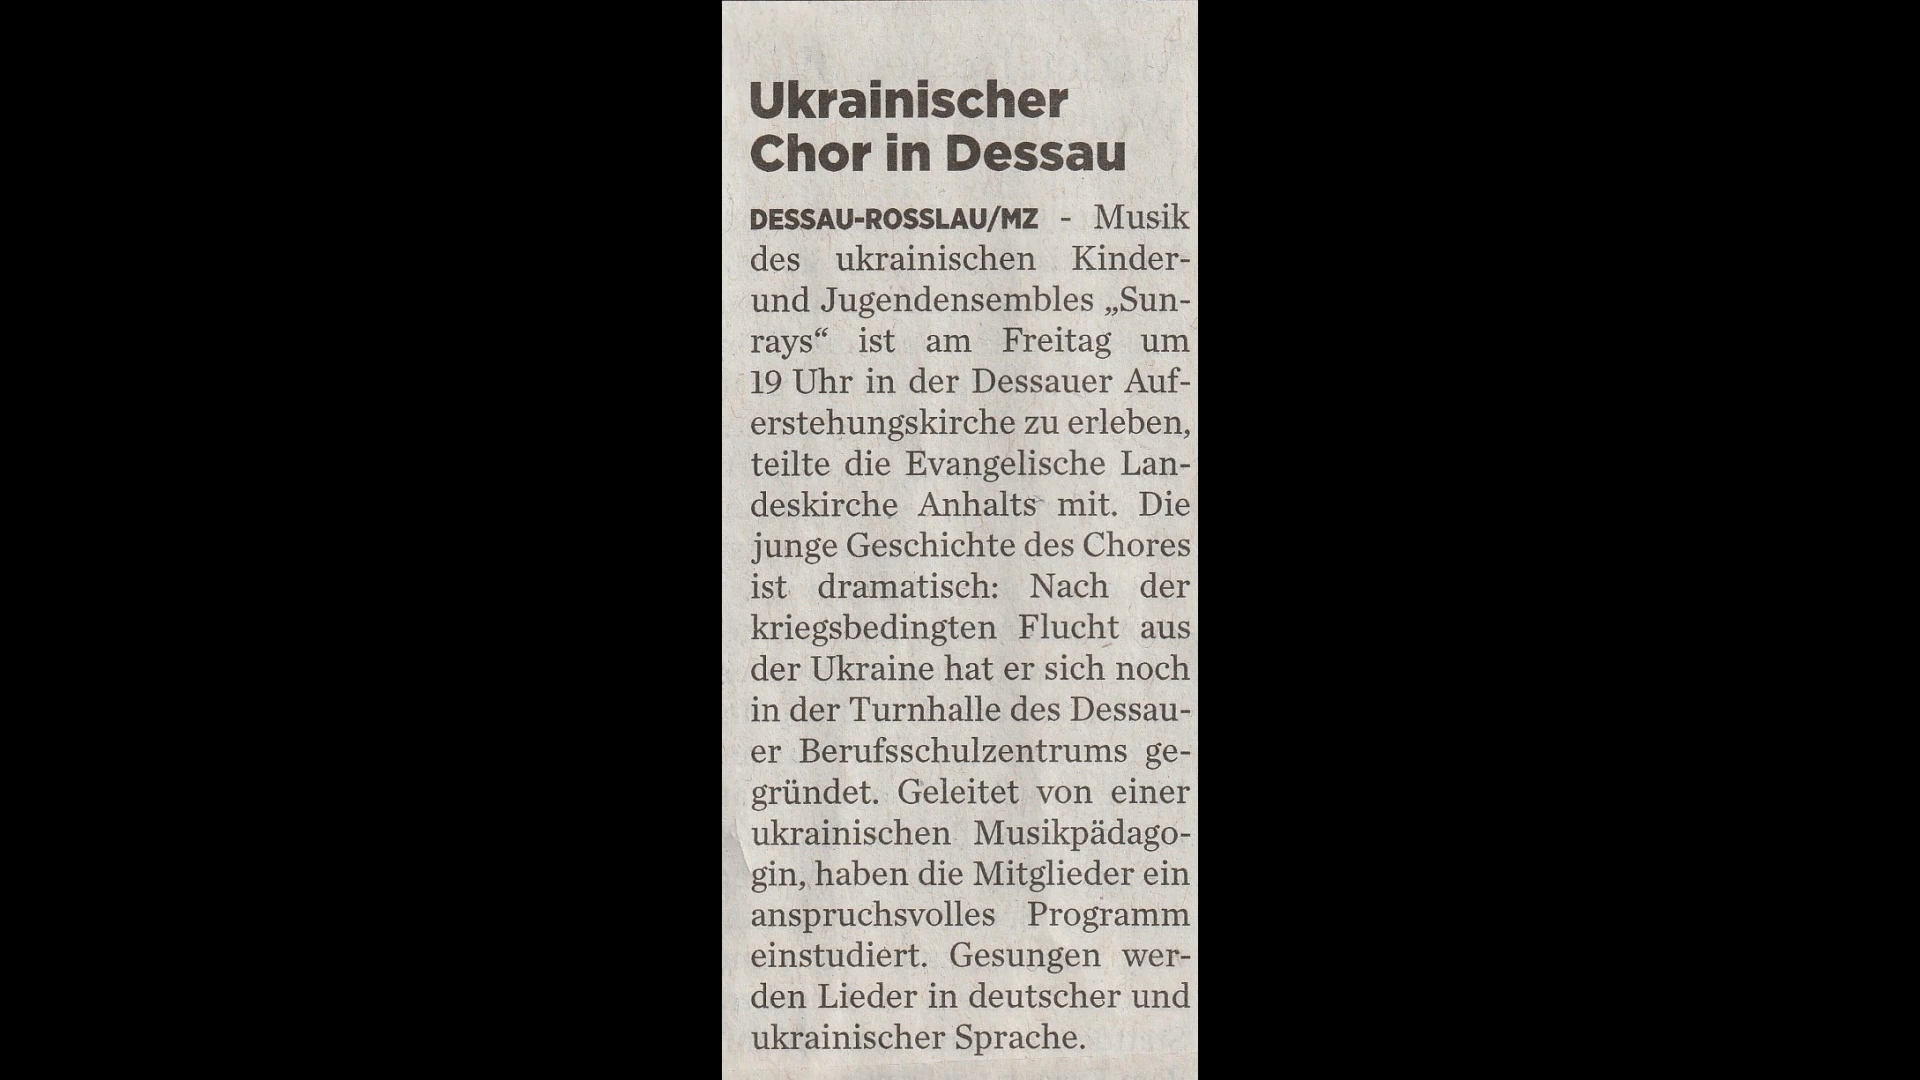 Ukrainischer
Chor in Dessau
DESSAU-ROSSLAU/MZ - Musik
des ukrainischen Kinder-
und Jugendensembles „Sun-
rays“ ist am Freitag um
19 Uhr in der Dessauer Auf-
erstehungskirche zu erleben,
teilte die Evangelische Lan-
deskirche Anhalts mit. Die
junge Geschichte des Chores
ist dramatisch: Nach der
kriegsbedingten Flucht aus
der Ukraine hat er sich noch
in der Turnhalle des Dessau-
er Berufsschulzentrums ge-
gründet. Geleitet von einer
ukrainischen Musikpädago-
gin, haben die Mitglieder ein
anspruchsvolles Programm
einstudiert. Gesungen wer-
den Lieder in deutscher und
ukrainischer Sprache.